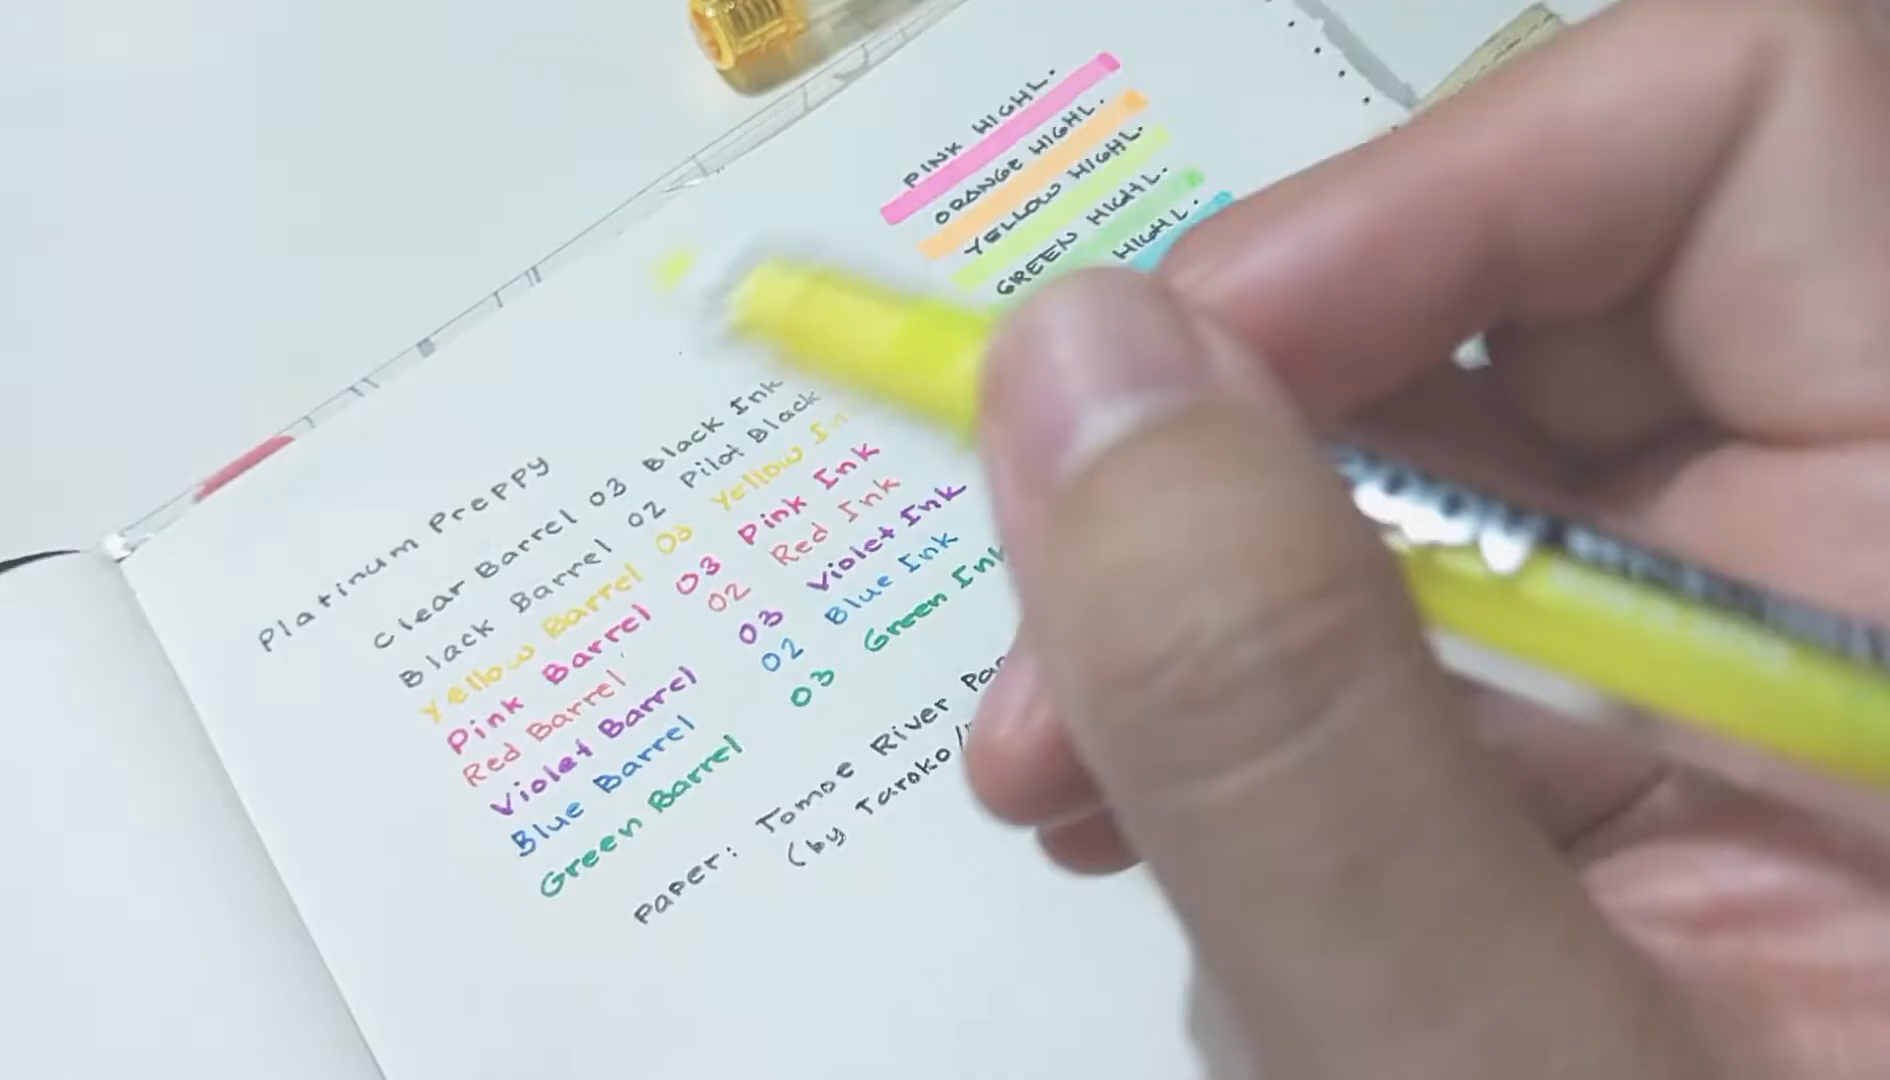 PINK HIGHL.
ORANGE HIGHL.
YELLOW HIGHL.
GREEN HIGHL.
HIGHL.
Platinum Preppy
Clear Barrel 03 Black Ink
Black Barrel 02 Pilot Black
Yellow Barrel 03 Yellow In
Pink Barrel 03 Pink Ink
Red Barrel 02 Red Ink
Violet Barrel 03 Violet Ink
Blue Barrel 02 Blue Ink
Green Barrel 03 Green Ink
Paper: Tomoe River Pa
(by Taroko/